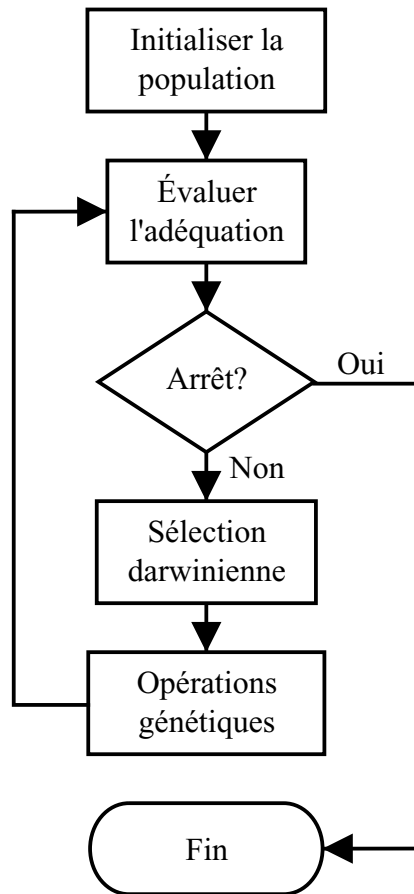 Initialiser la
population
Évaluer
l'adéquation
Arrêt?
Oui
Non
Sélection
darwinienne
Opérations
génétiques
Fin